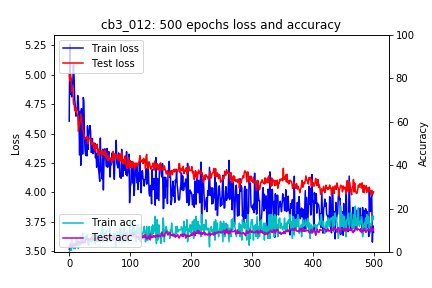 cb3_012: 500 epochs loss and accuracy
Train loss
Test loss
Train acc
Test acc
Loss
5.25
5.00
4.75
4.50
4.25
4.00
3.75
3.50
Accuracy
100
80
60
40
20
0
0 100 200 300 400 500